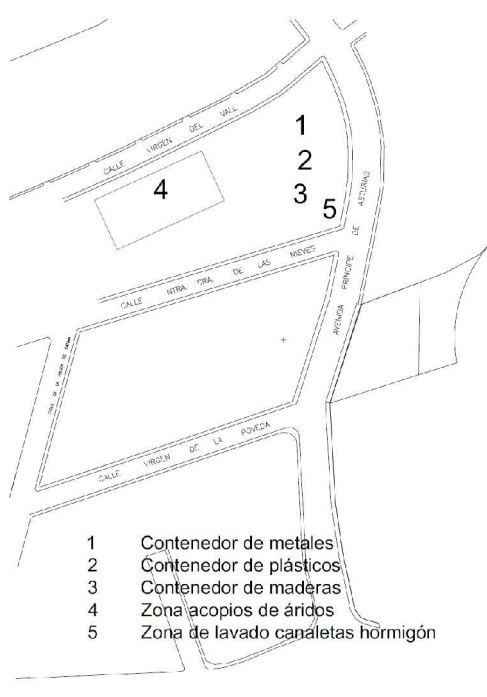 CALLE VIRGEN DEL VALL
1
2
3
4
5
AVENIDA PRINCIPE DE ASTURIAS
CALLE NTRA SRA. DE LAS NIEVES
CALLE VIRGEN DE LA POVEDA
1 Contenedor de metales
2 Contenedor de plásticos
3 Contenedor de maderas
4 Zona acopios de áridos
5 Zona de lavado canaletas hormigón